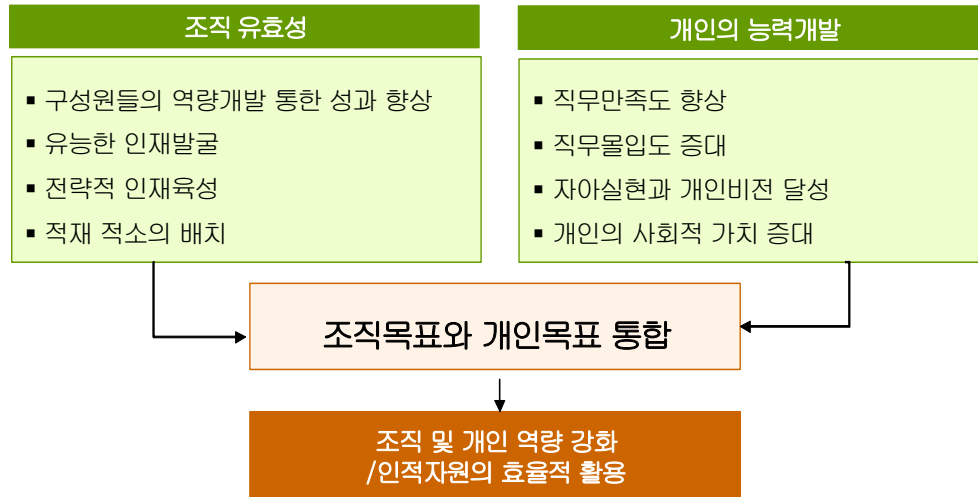 조직 유효성
▪ 구성원들의 역량개발 통한 성과 향상
▪ 유능한 인재발굴
▪ 전략적 인재육성
▪ 적재 적소의 배치
개인의 능력개발
▪ 직무만족도 향상
▪ 직무몰입도 증대
▪ 자아실현과 개인비전 달성
▪ 개인의 사회적 가치 증대
조직목표와 개인목표 통합
조직 및 개인 역량 강화
/인적자원의 효율적 활용